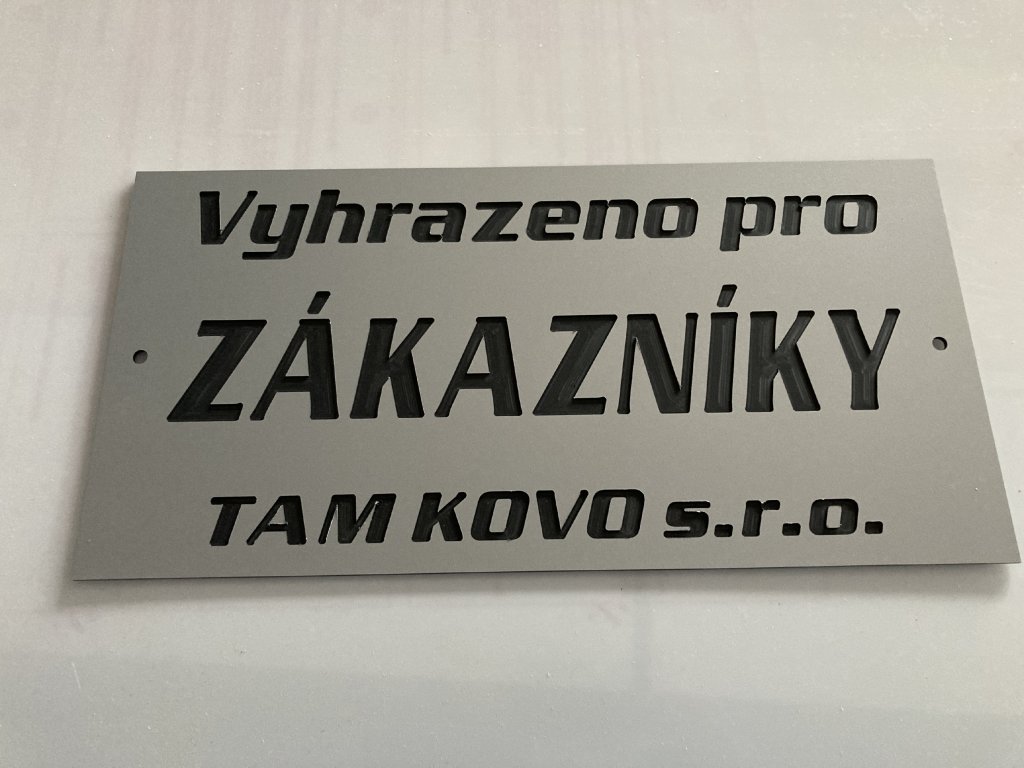 Vyhrazeno pro
ZÁKAZNÍKY
TAM KOVO s.r.o.